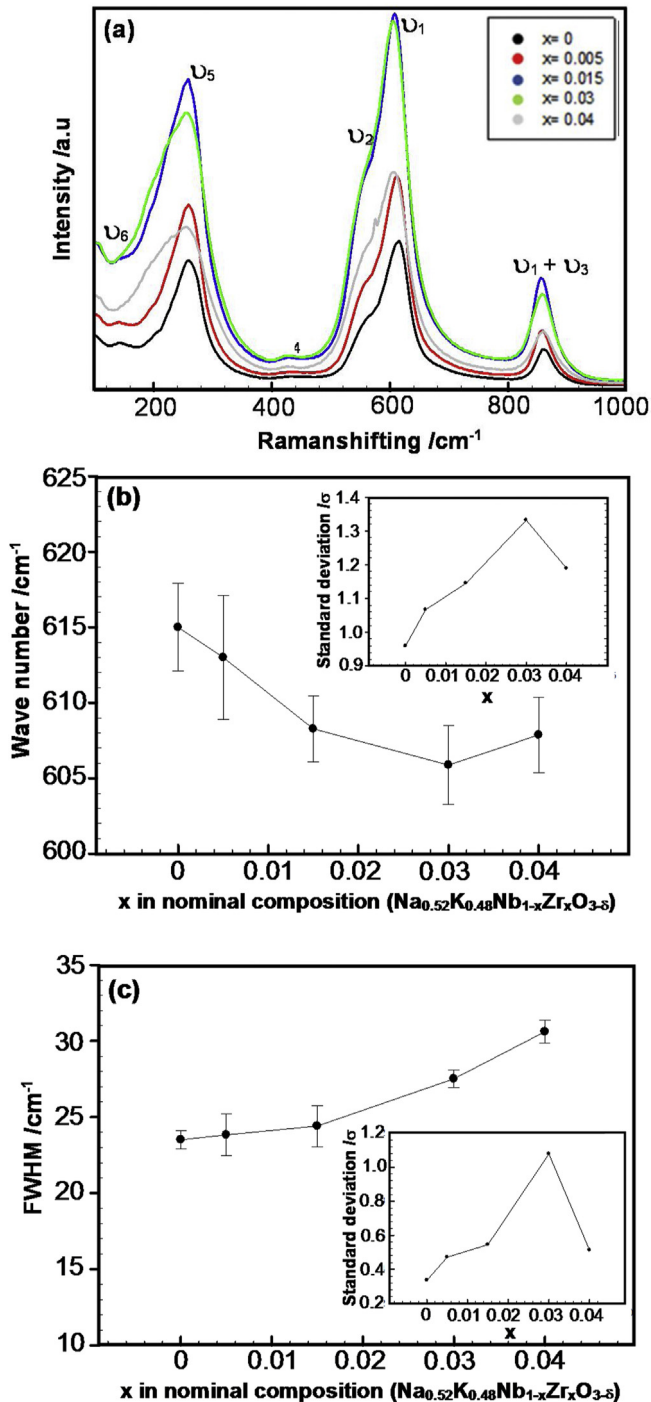 (a)
υ₁
υ₅
υ₂
υ₆
υ₁ + υ₃
4
x= 0
x= 0.005
x= 0.015
x= 0.03
x= 0.04
Intensity /a.u
200 400 600 800 1000
Ramanshifting /cm⁻¹
(b)
625
620
615
610
605
600
Wave number /cm⁻¹
0 0.01 0.02 0.03 0.04
x in nominal composition (Na₀.₅₂K₀.₄₈Nb₁₋ₓZrₓO₃₋δ)
1.4
1.3
1.2
1.1
1.0
0.9
Standard deviation /σ
0 0.01 0.02 0.03 0.04
x
(c)
35
31
27
23
18
14
10
FWHM /cm⁻¹
0 0.01 0.02 0.03 0.04
x in nominal composition (Na₀.₅₂K₀.₄₈Nb₁₋ₓZrₓO₃₋δ)
1.2
1.0
0.8
0.6
0.4
0.2
Standard deviation /σ
0 0.01 0.02 0.03 0.04
x